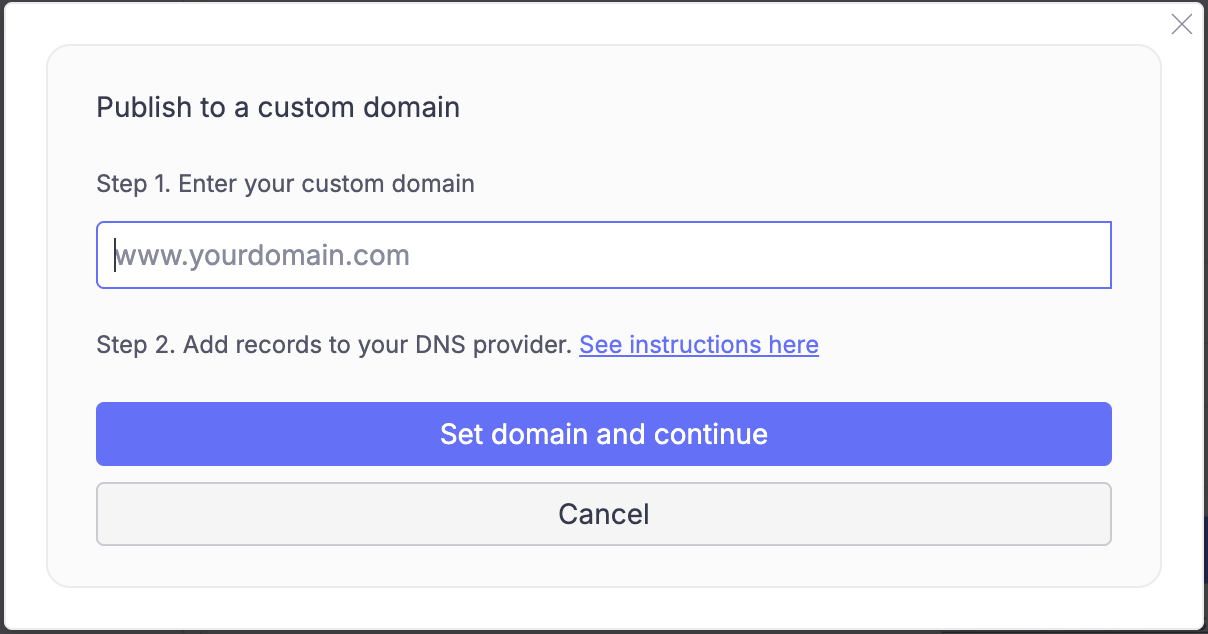 Publish to a custom domain
Step 1. Enter your custom domain
www.yourdomain.com
Step 2. Add records to your DNS provider. See instructions here
Set domain and continue
Cancel